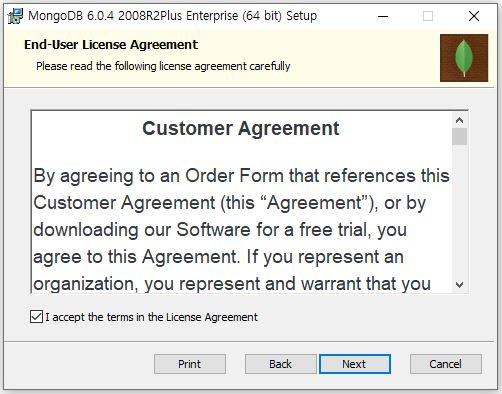 MongoDB 6.0.4 2008R2Plus Enterprise (64 bit) Setup
End-User License Agreement
Please read the following license agreement carefully
Customer Agreement
By agreeing to an Order Form that references this
Customer Agreement (this “Agreement”), or by
downloading our Software for a free trial, you
agree to this Agreement. If you represent an
organization, you represent and warrant that you
I accept the terms in the License Agreement
Print
Back
Next
Cancel